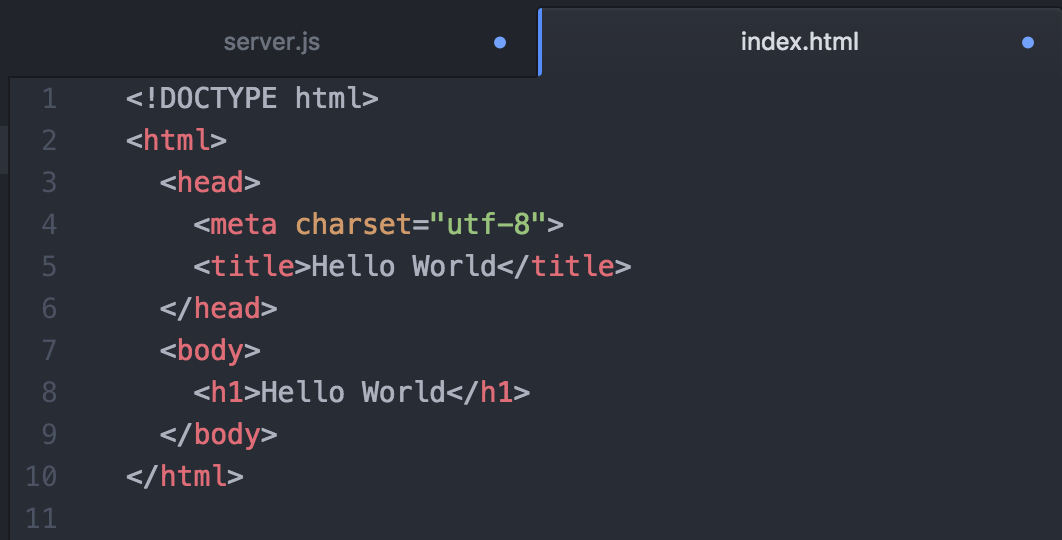 server.js index.html
1 <!DOCTYPE html>
2 <html>
3   <head>
4     <meta charset="utf-8">
5     <title>Hello World</title>
6   </head>
7   <body>
8     <h1>Hello World</h1>
9   </body>
10 </html>
11